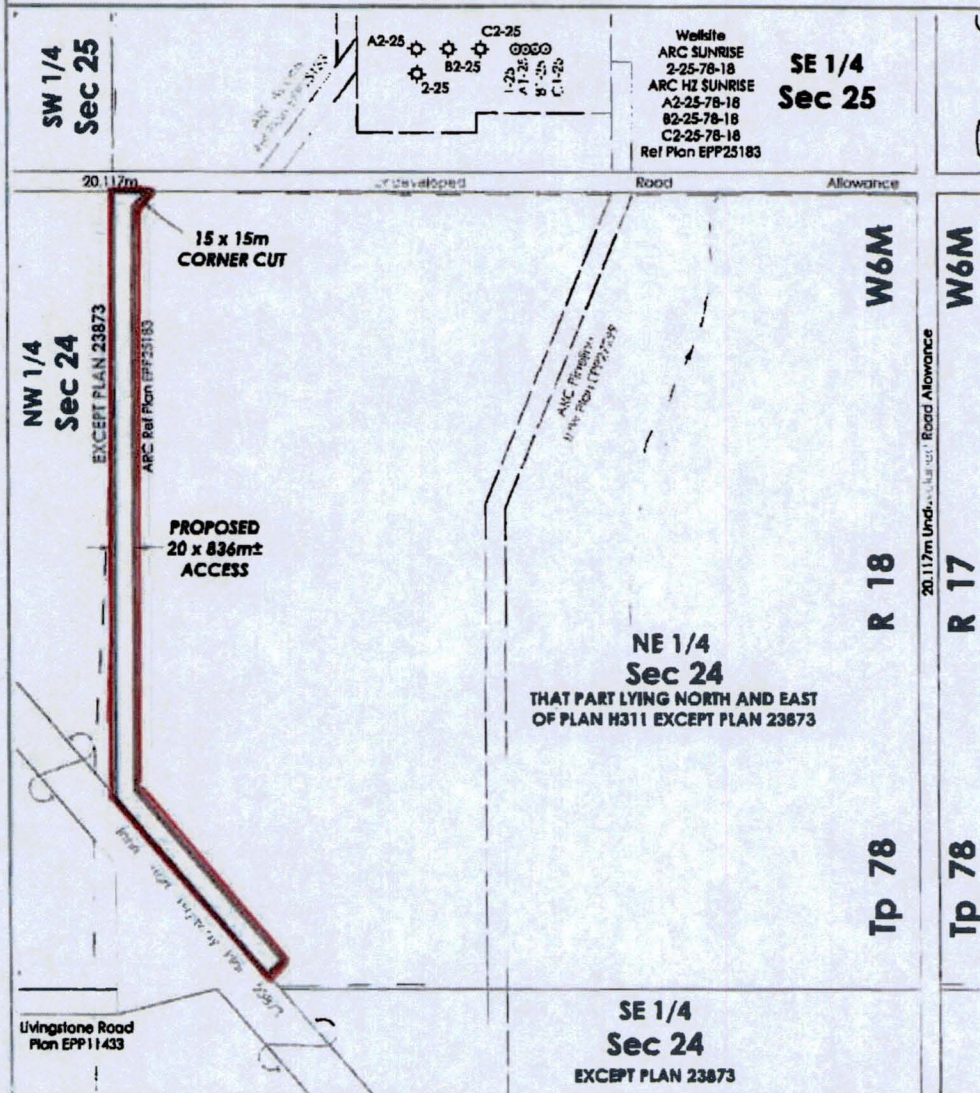 SW 1/4
Sec 25
A2-25
C2-25
B2-25
2-25
Wellsite
ARC SUNRISE
2-25-78-18
ARC HZ SUNRISE
A2-25-78-18
B2-25-78-18
C2-25-78-18
Ref Plan EPP25183
SE 1/4
Sec 25
20.117m
Undeveloped
Road
Allowance
15 x 15m
CORNER CUT
NW 1/4
Sec 24
EXCEPT PLAN 23873
ARC Ref Plan EPP25183
PROPOSED
20 x 836m±
ACCESS
ARC Pipeline
NE 1/4
Sec 24
THAT PART LYING NORTH AND EAST
OF PLAN H311 EXCEPT PLAN 23873
W6M
R 18
Tp 78
20.117m Undeveloped Road Allowance
W6M
R 17
Tp 78
Livingstone Road
Plan EPP11433
SE 1/4
Sec 24
EXCEPT PLAN 23873